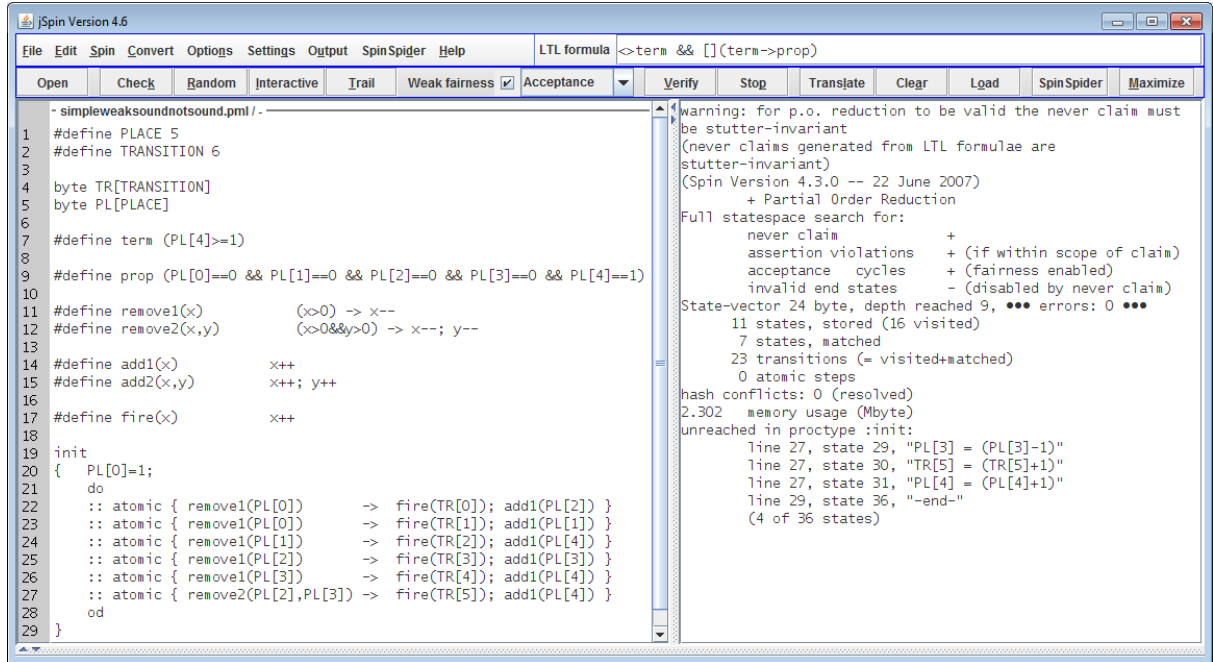 jSpin Version 4.6
File Edit Spin Convert Options Settings Output SpinSpider Help LTL formula <>term && [](term->prop)
Open Check Random Interactive Trail Weak fairness Acceptance Verify Stop Translate Clear Load SpinSpider Maximize
- simpleweaksoundnotsound.pml / -
1 #define PLACE 5
2 #define TRANSITION 6
3
4 byte TR[TRANSITION]
5 byte PL[PLACE]
6
7 #define term (PL[4]>=1)
8
9 #define prop (PL[0]==0 && PL[1]==0 && PL[2]==0 && PL[3]==0 && PL[4]==1)
10
11 #define remove1(x) (x>0) -> x--
12 #define remove2(x,y) (x>0&&y>0) -> x--; y--
13
14 #define add1(x) x++
15 #define add2(x,y) x++; y++
16
17 #define fire(x) x++
18
19 init
20 { PL[0]=1;
21 do
22 :: atomic { remove1(PL[0]) -> fire(TR[0]); add1(PL[2]) }
23 :: atomic { remove1(PL[0]) -> fire(TR[1]); add1(PL[1]) }
24 :: atomic { remove1(PL[1]) -> fire(TR[2]); add1(PL[4]) }
25 :: atomic { remove1(PL[2]) -> fire(TR[3]); add1(PL[3]) }
26 :: atomic { remove1(PL[3]) -> fire(TR[4]); add1(PL[4]) }
27 :: atomic { remove2(PL[2],PL[3]) -> fire(TR[5]); add1(PL[4]) }
28 od
29 }
warning: for p.o. reduction to be valid the never claim must
be stutter-invariant
(never claims generated from LTL formulae are
stutter-invariant)
(Spin Version 4.3.0 -- 22 June 2007)
+ Partial Order Reduction
Full statespace search for:
never claim +
assertion violations + (if within scope of claim)
acceptance cycles + (fairness enabled)
invalid end states - (disabled by never claim)
State-vector 24 byte, depth reached 9, ●●● errors: 0 ●●●
11 states, stored (16 visited)
7 states, matched
23 transitions (= visited+matched)
0 atomic steps
hash conflicts: 0 (resolved)
2.302 memory usage (Mbyte)
unreached in proctype :init:
line 27, state 29, "PL[3] = (PL[3]-1)"
line 27, state 30, "TR[5] = (TR[5]+1)"
line 27, state 31, "PL[4] = (PL[4]+1)"
line 29, state 36, "-end-"
(4 of 36 states)